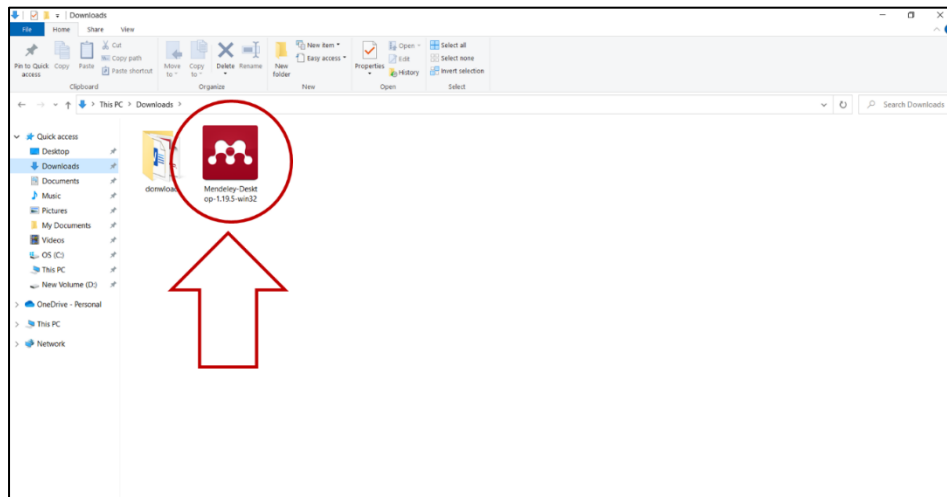 Downloads
File Home Share View
Pin to Quick access
Copy
Paste
Cut
Copy path
Paste shortcut
Clipboard
Move to
Copy to
Delete
Rename
Organize
New folder
New item
Easy access
New
Properties
Open
Edit
History
Open
Select all
Select none
Invert selection
Select
This PC > Downloads >
Search Downloads
Quick access
Desktop
Downloads
Documents
Music
Pictures
My Documents
Videos
OS (C:)
This PC
New Volume (D:)
OneDrive - Personal
This PC
Network
Mendeley-Deskt
op-1.19.5-win32